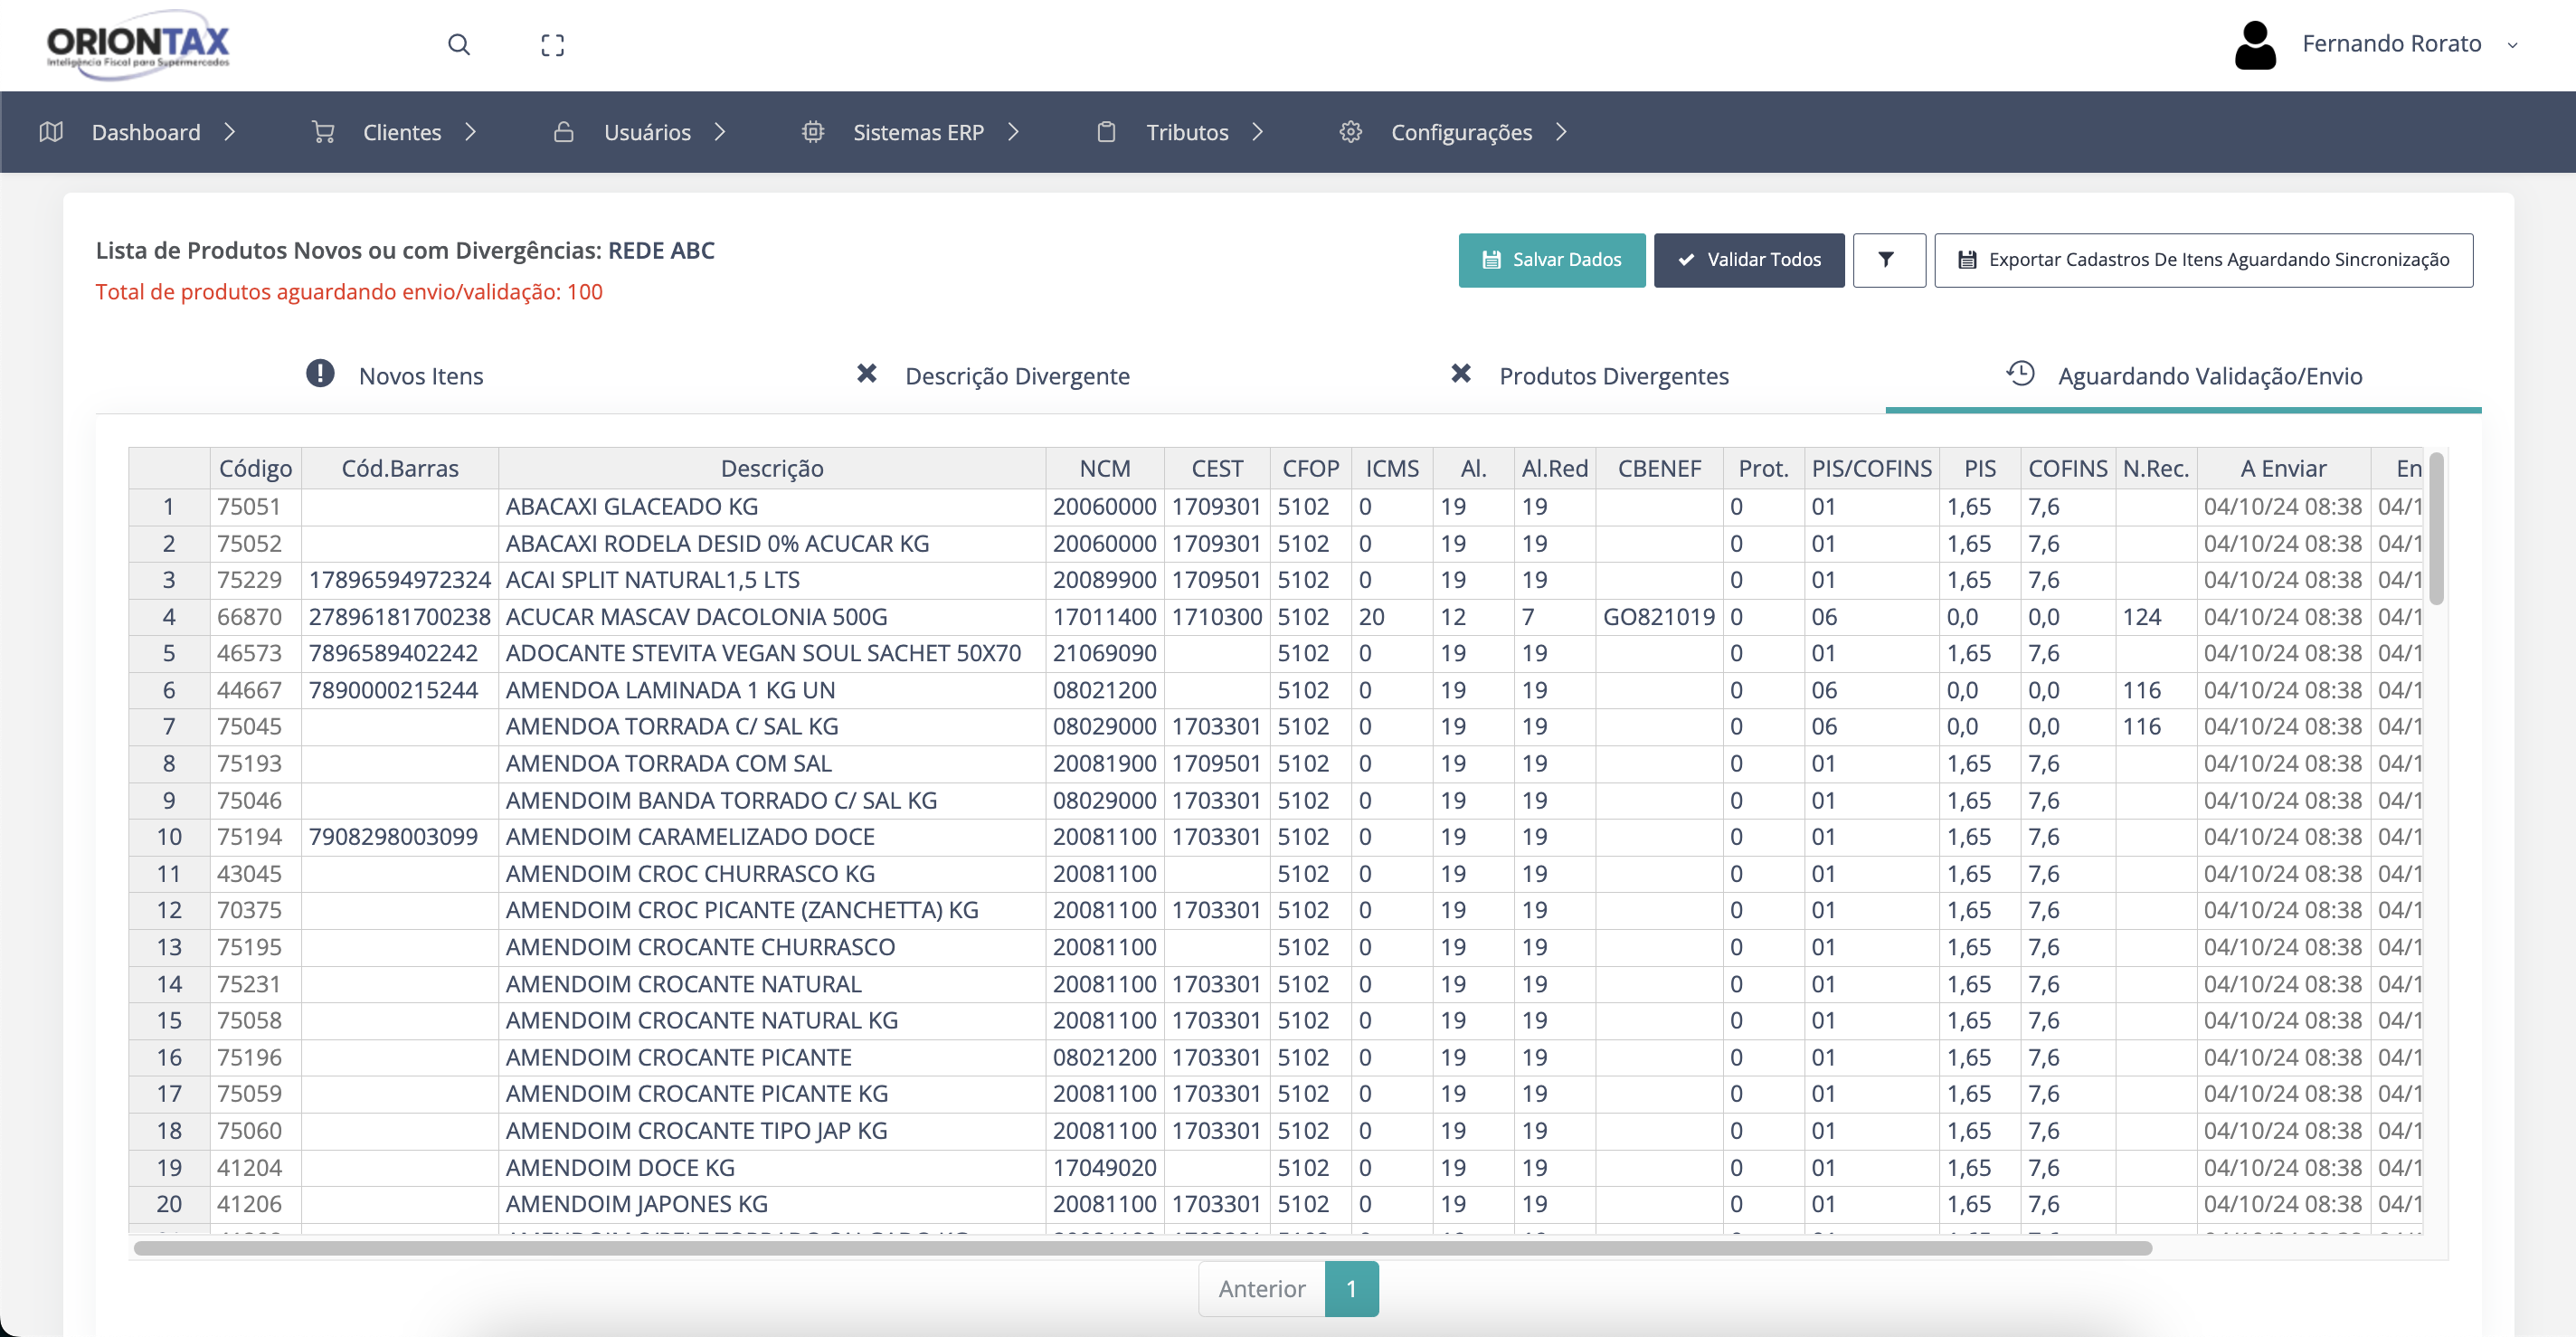 ORIONTAX
Inteligência Fiscal para Supermercados
Fernando Rorato
Dashboard Clientes Usuários Sistemas ERP Tributos Configurações
Lista de Produtos Novos ou com Divergências: REDE ABC
Total de produtos aguardando envio/validação: 100
Salvar Dados Validar Todos Exportar Cadastros De Itens Aguardando Sincronização
Novos Itens Descrição Divergente Produtos Divergentes Aguardando Validação/Envio
Código Cód.Barras Descrição NCM CEST CFOP ICMS Al. Al.Red CBENEF Prot. PIS/COFINS PIS COFINS N.Rec. A Enviar En
1 75051 ABACAXI GLACEADO KG 20060000 1709301 5102 0 19 19 0 01 1,65 7,6 04/10/24 08:38 04/1
2 75052 ABACAXI RODELA DESID 0% ACUCAR KG 20060000 1709301 5102 0 19 19 0 01 1,65 7,6 04/10/24 08:38 04/1
3 75229 17896594972324 ACAI SPLIT NATURAL1,5 LTS 20089900 1709501 5102 0 19 19 0 01 1,65 7,6 04/10/24 08:38 04/1
4 66870 27896181700238 ACUCAR MASCAV DACOLONIA 500G 17011400 1710300 5102 20 12 7 GO821019 0 06 0,0 0,0 124 04/10/24 08:38 04/1
5 46573 7896589402242 ADOCANTE STEVITA VEGAN SOUL SACHET 50X70 21069090 5102 0 19 19 0 01 1,65 7,6 04/10/24 08:38 04/1
6 44667 7890000215244 AMENDOA LAMINADA 1 KG UN 08021200 5102 0 19 19 0 06 0,0 0,0 116 04/10/24 08:38 04/1
7 75045 AMENDOA TORRADA C/ SAL KG 08029000 1703301 5102 0 19 19 0 06 0,0 0,0 116 04/10/24 08:38 04/1
8 75193 AMENDOA TORRADA COM SAL 20081900 1709501 5102 0 19 19 0 01 1,65 7,6 04/10/24 08:38 04/1
9 75046 AMENDOIM BANDA TORRADO C/ SAL KG 08029000 1703301 5102 0 19 19 0 01 1,65 7,6 04/10/24 08:38 04/1
10 75194 7908298003099 AMENDOIM CARAMELIZADO DOCE 20081100 1703301 5102 0 19 19 0 01 1,65 7,6 04/10/24 08:38 04/1
11 43045 AMENDOIM CROC CHURRASCO KG 20081100 5102 0 19 19 0 01 1,65 7,6 04/10/24 08:38 04/1
12 70375 AMENDOIM CROC PICANTE (ZANCHETTA) KG 20081100 1703301 5102 0 19 19 0 01 1,65 7,6 04/10/24 08:38 04/1
13 75195 AMENDOIM CROCANTE CHURRASCO 20081100 5102 0 19 19 0 01 1,65 7,6 04/10/24 08:38 04/1
14 75231 AMENDOIM CROCANTE NATURAL 20081100 1703301 5102 0 19 19 0 01 1,65 7,6 04/10/24 08:38 04/1
15 75058 AMENDOIM CROCANTE NATURAL KG 20081100 1703301 5102 0 19 19 0 01 1,65 7,6 04/10/24 08:38 04/1
16 75196 AMENDOIM CROCANTE PICANTE 08021200 1703301 5102 0 19 19 0 01 1,65 7,6 04/10/24 08:38 04/1
17 75059 AMENDOIM CROCANTE PICANTE KG 20081100 1703301 5102 0 19 19 0 01 1,65 7,6 04/10/24 08:38 04/1
18 75060 AMENDOIM CROCANTE TIPO JAP KG 20081100 1703301 5102 0 19 19 0 01 1,65 7,6 04/10/24 08:38 04/1
19 41204 AMENDOIM DOCE KG 17049020 5102 0 19 19 0 01 1,65 7,6 04/10/24 08:38 04/1
20 41206 AMENDOIM JAPONES KG 20081100 1703301 5102 0 19 19 0 01 1,65 7,6 04/10/24 08:38 04/1
Anterior 1